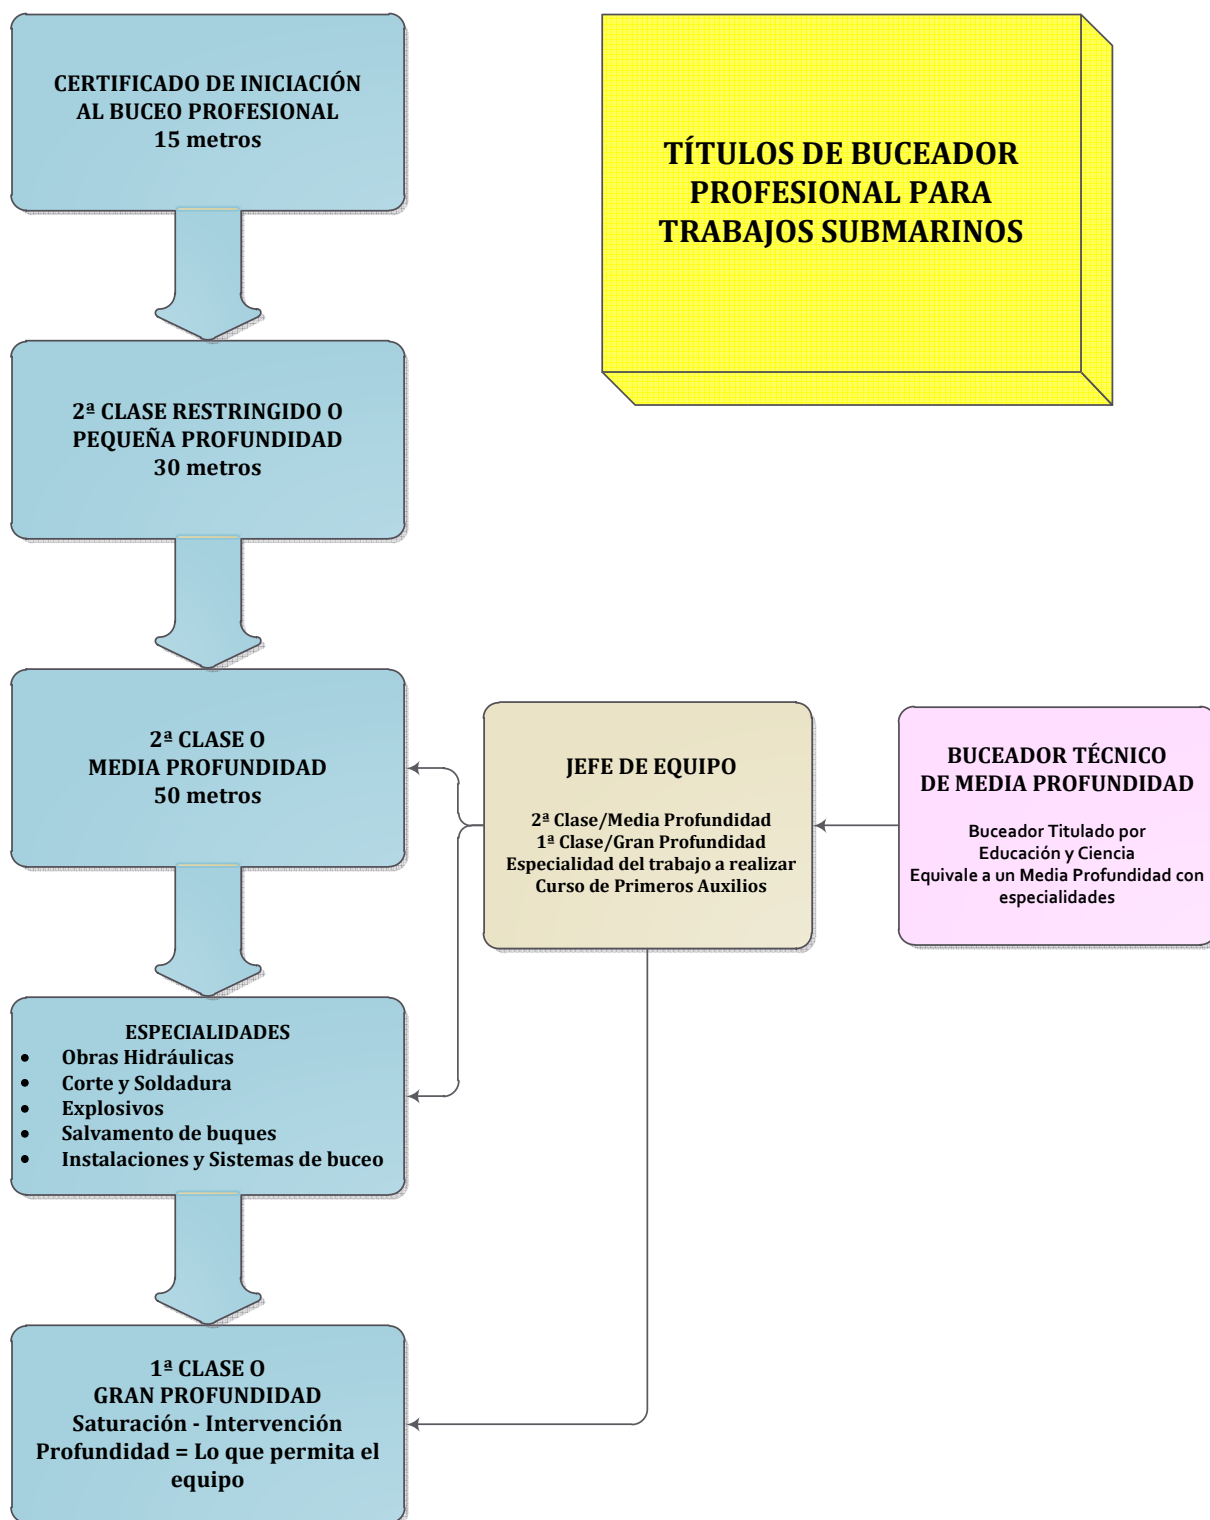 CERTIFICADO DE INICIACIÓN
AL BUCEO PROFESIONAL
15 metros
TÍTULOS DE BUCEADOR
PROFESIONAL PARA
TRABAJOS SUBMARINOS
2ª CLASE RESTRINGIDO O
PEQUEÑA PROFUNDIDAD
30 metros
2ª CLASE O
MEDIA PROFUNDIDAD
50 metros
JEFE DE EQUIPO
2ª Clase/Media Profundidad
1ª Clase/Gran Profundidad
Especialidad del trabajo a realizar
Curso de Primeros Auxilios
BUCEADOR TÉCNICO
DE MEDIA PROFUNDIDAD
Buceador Titulado por
Educación y Ciencia
Equivale a un Media Profundidad con
especialidades
ESPECIALIDADES
• Obras Hidráulicas
• Corte y Soldadura
• Explosivos
• Salvamento de buques
• Instalaciones y Sistemas de buceo
1ª CLASE O
GRAN PROFUNDIDAD
Saturación - Intervención
Profundidad = Lo que permita el
equipo